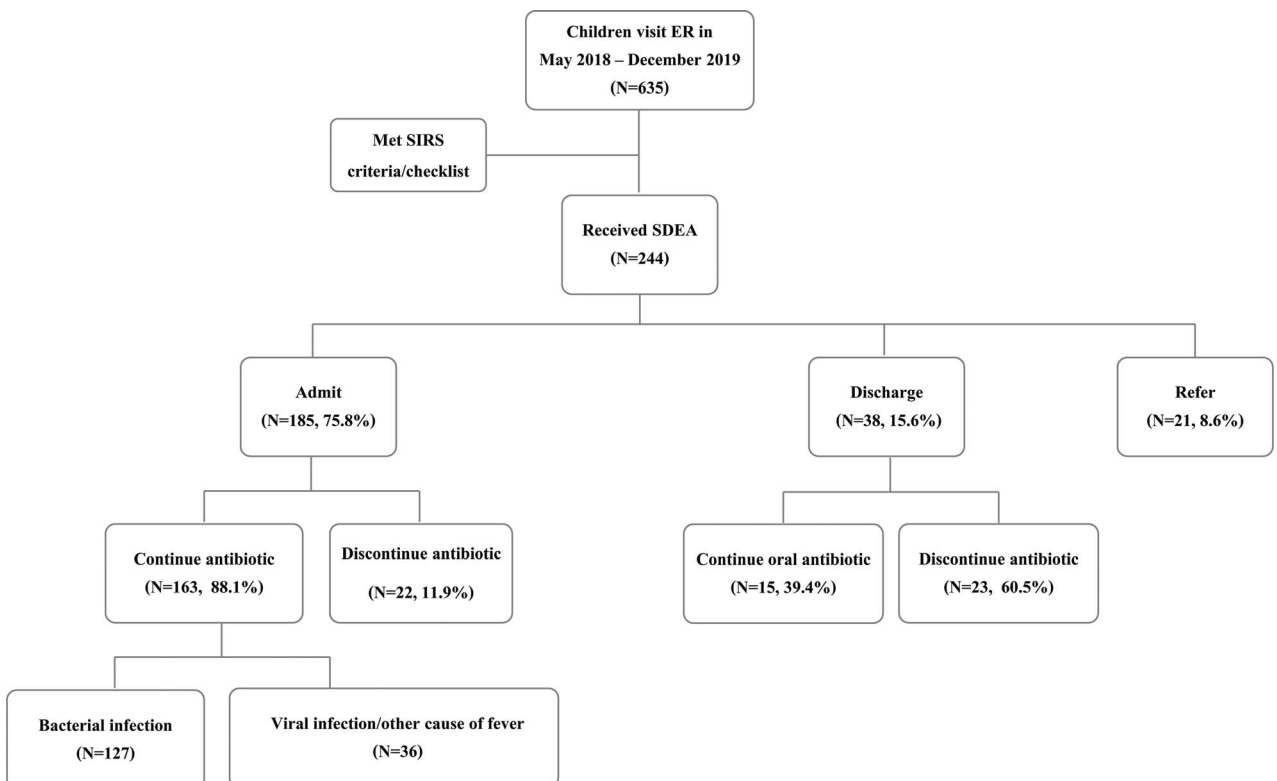 Children visit ER in
May 2018 – December 2019
(N=635)
Met SIRS
criteria/checklist
Received SDEA
(N=244)
Admit
(N=185, 75.8%)
Discharge
(N=38, 15.6%)
Refer
(N=21, 8.6%)
Continue antibiotic
(N=163, 88.1%)
Discontinue antibiotic
(N=22, 11.9%)
Continue oral antibiotic
(N=15, 39.4%)
Discontinue antibiotic
(N=23, 60.5%)
Bacterial infection
(N=127)
Viral infection/other cause of fever
(N=36)